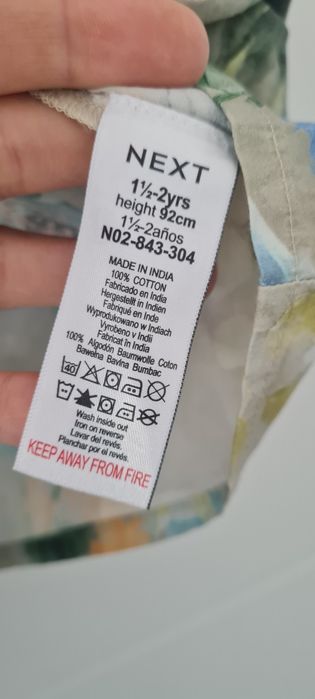 NEXT
1½-2yrs
height 92cm
1½-2años
N02-843-304
MADE IN INDIA
100% COTTON
Fabricado en India
Hergestellt in Indien
Fabriqué en Inde
Wyprodukowano w Indiach
Vyrobeno v Indii
Fabricat în India
100% Algodón Baumwolle Coton
Bawełna Bavlna Bumbac
40
Wash inside out
Iron on reverse
Lavar del revés.
Planchar por el revés.
KEEP AWAY FROM FIRE